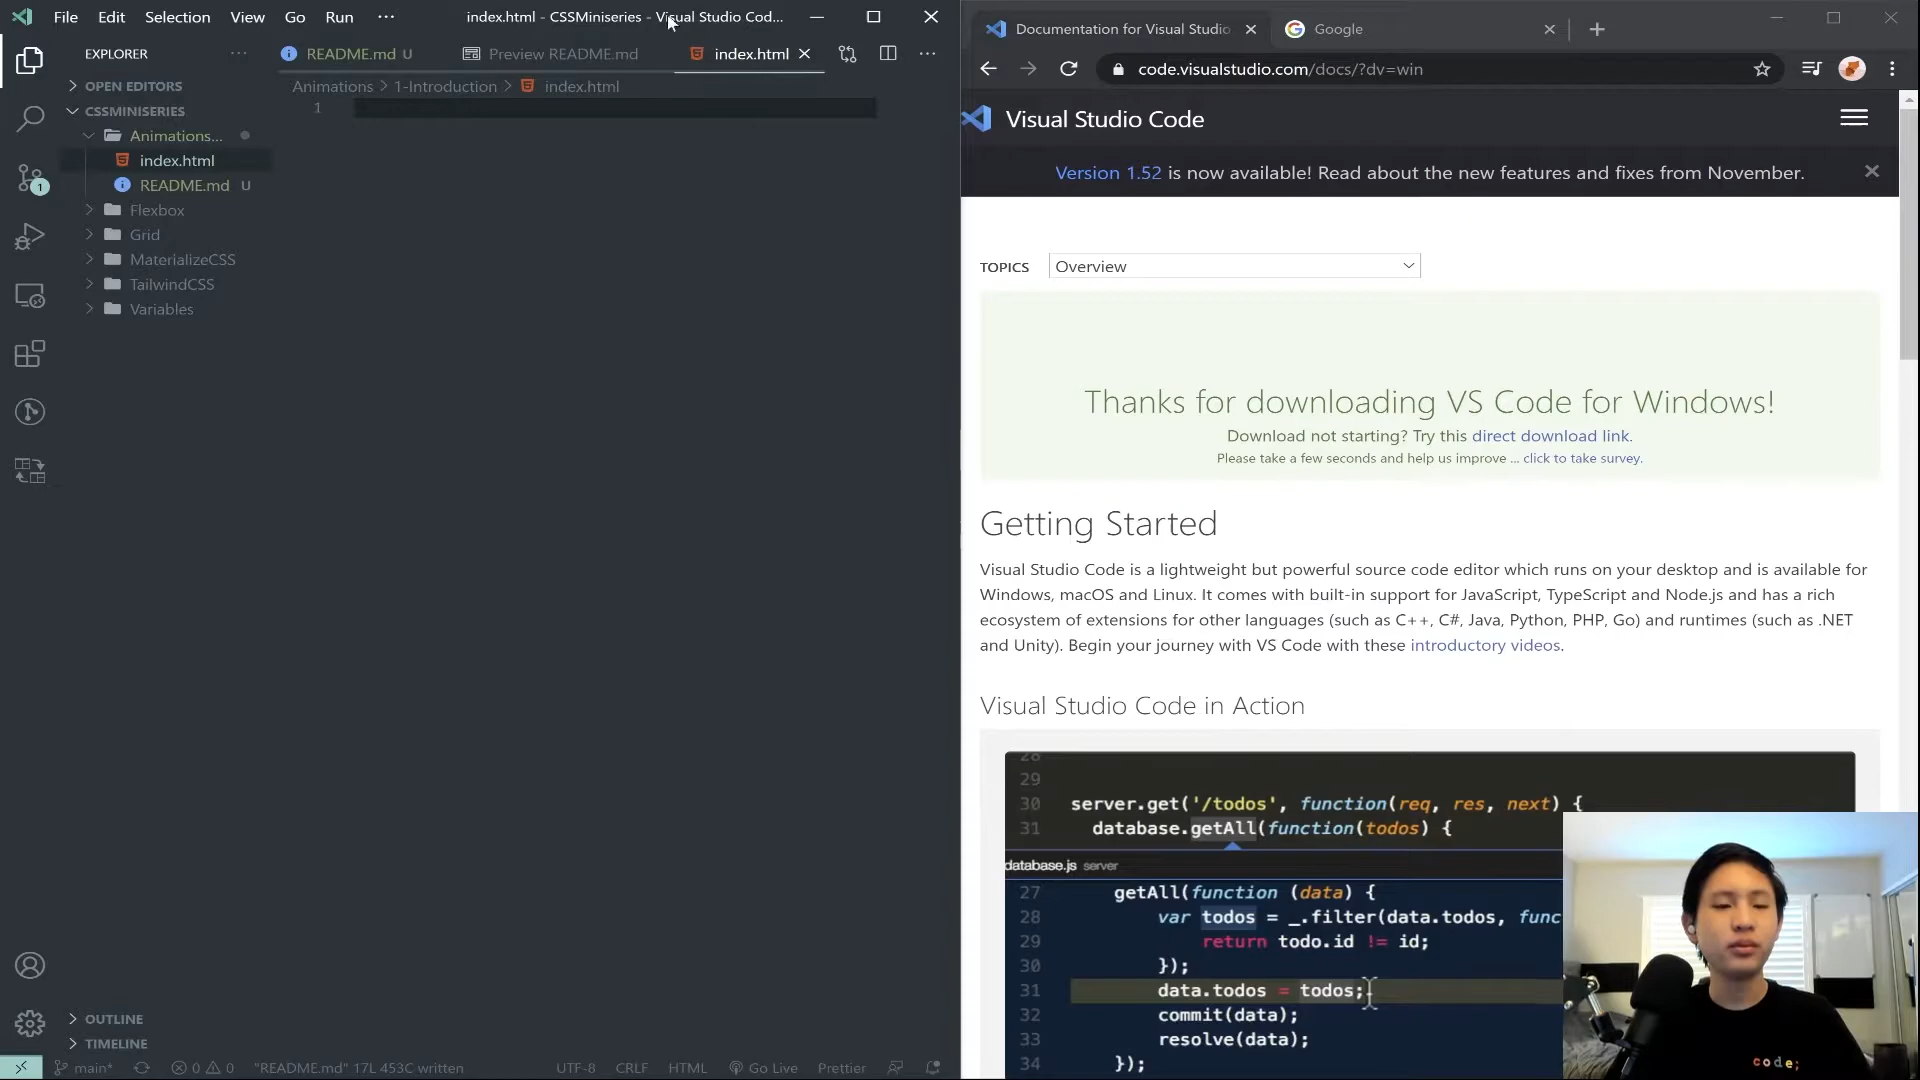 File Edit Selection View Go Run ··· index.html - CSSMiniseries - Visual Studio Cod...
EXPLORER ···
README.md U Preview README.md index.html
OPEN EDITORS
Animations > 1-Introduction > index.html
CSSMINISERIES
1
Animations...
index.html
README.md U
1
Flexbox
Grid
MaterializeCSS
TailwindCSS
Variables
OUTLINE
TIMELINE
main* 0 0 "README.md" 17L 453C written UTF-8 CRLF HTML Go Live Prettier
Documentation for Visual Studio Google
code.visualstudio.com/docs/?dv=win
Visual Studio Code
Version 1.52 is now available! Read about the new features and fixes from November.
TOPICS Overview
Thanks for downloading VS Code for Windows!
Download not starting? Try this direct download link.
Please take a few seconds and help us improve ... click to take survey.
Getting Started
Visual Studio Code is a lightweight but powerful source code editor which runs on your desktop and is available for
Windows, macOS and Linux. It comes with built-in support for JavaScript, TypeScript and Node.js and has a rich
ecosystem of extensions for other languages (such as C++, C#, Java, Python, PHP, Go) and runtimes (such as .NET
and Unity). Begin your journey with VS Code with these introductory videos.
Visual Studio Code in Action
28
29
30 server.get('/todos', function(req, res, next) {
31 database.getAll(function(todos) {
database.js server
27 getAll(function (data) {
28 var todos = _.filter(data.todos, func
29 return todo.id != id;
30 });
31 data.todos = todos;
32 commit(data);
33 resolve(data);
34 });
code;